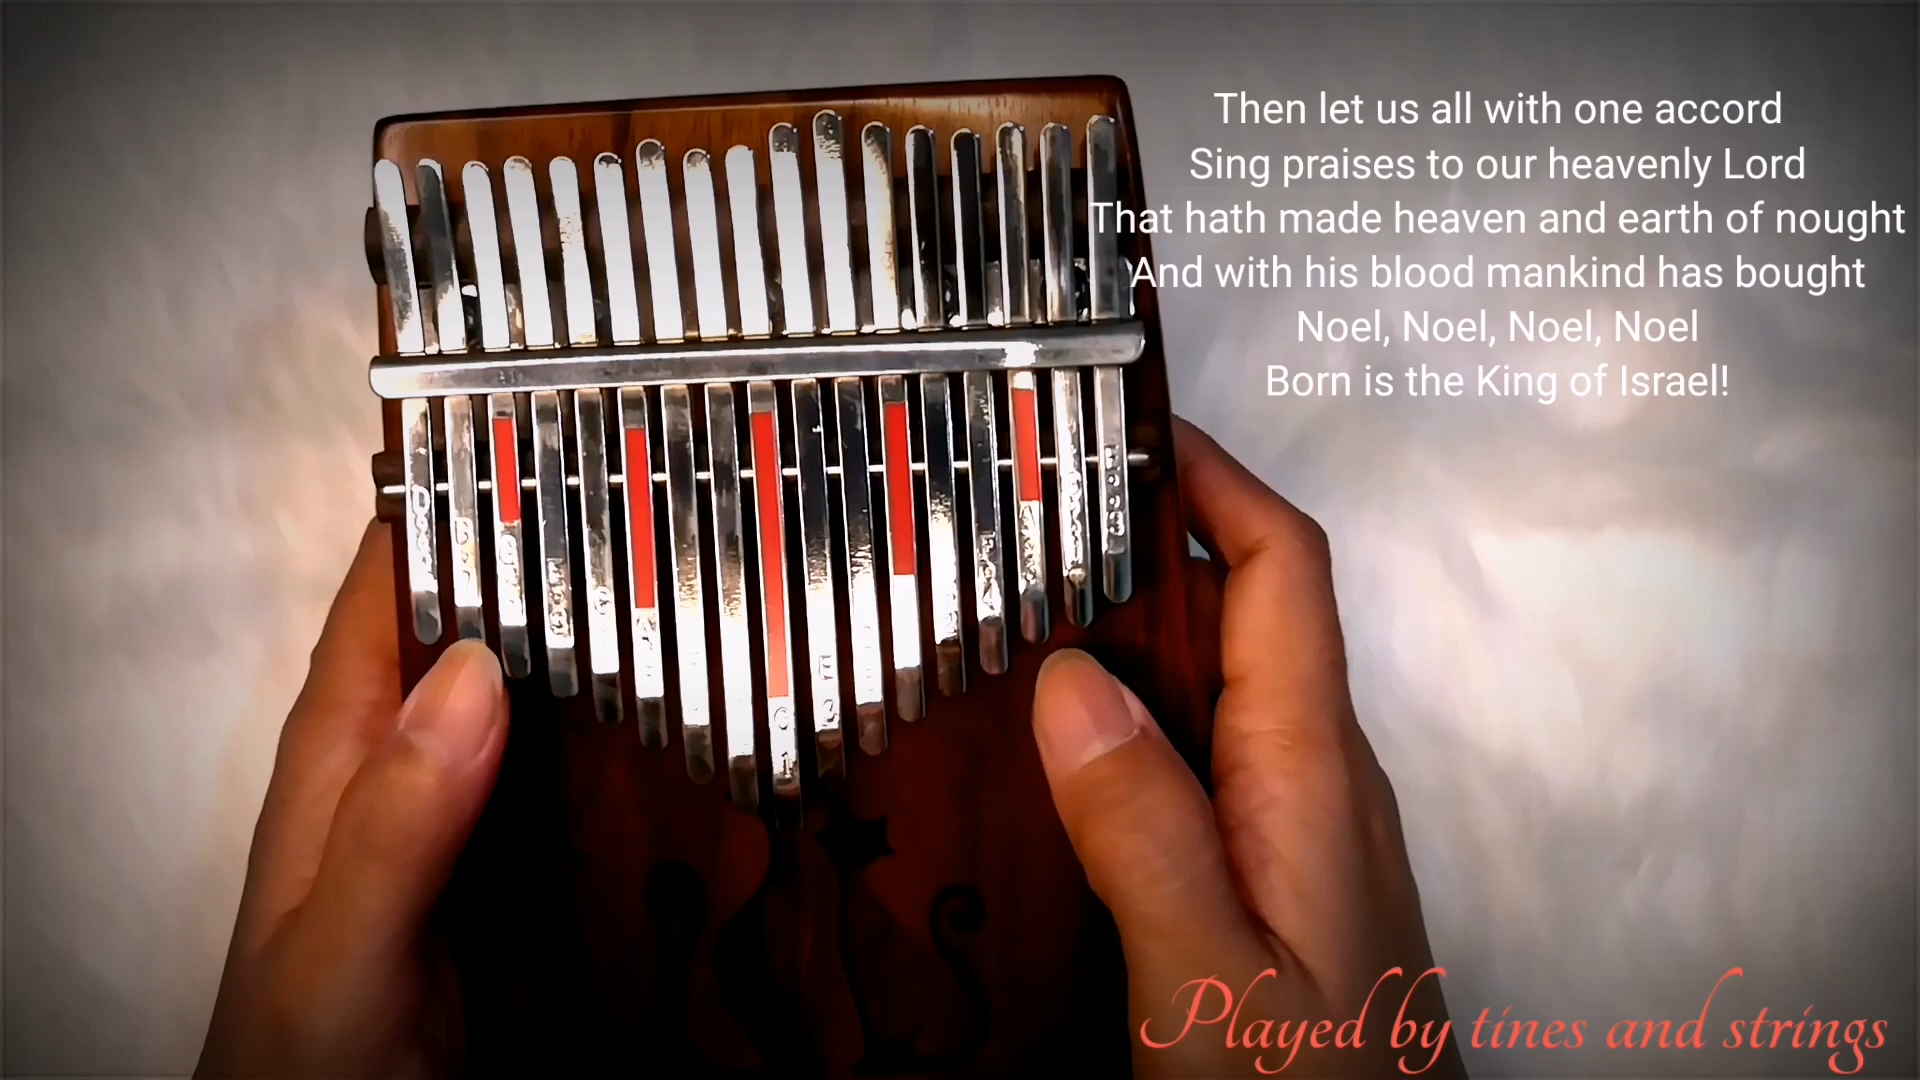 Then let us all with one accord
Sing praises to our heavenly Lord
That hath made heaven and earth of nought
And with his blood mankind has bought
Noel, Noel, Noel, Noel
Born is the King of Israel!
Played by tines and strings